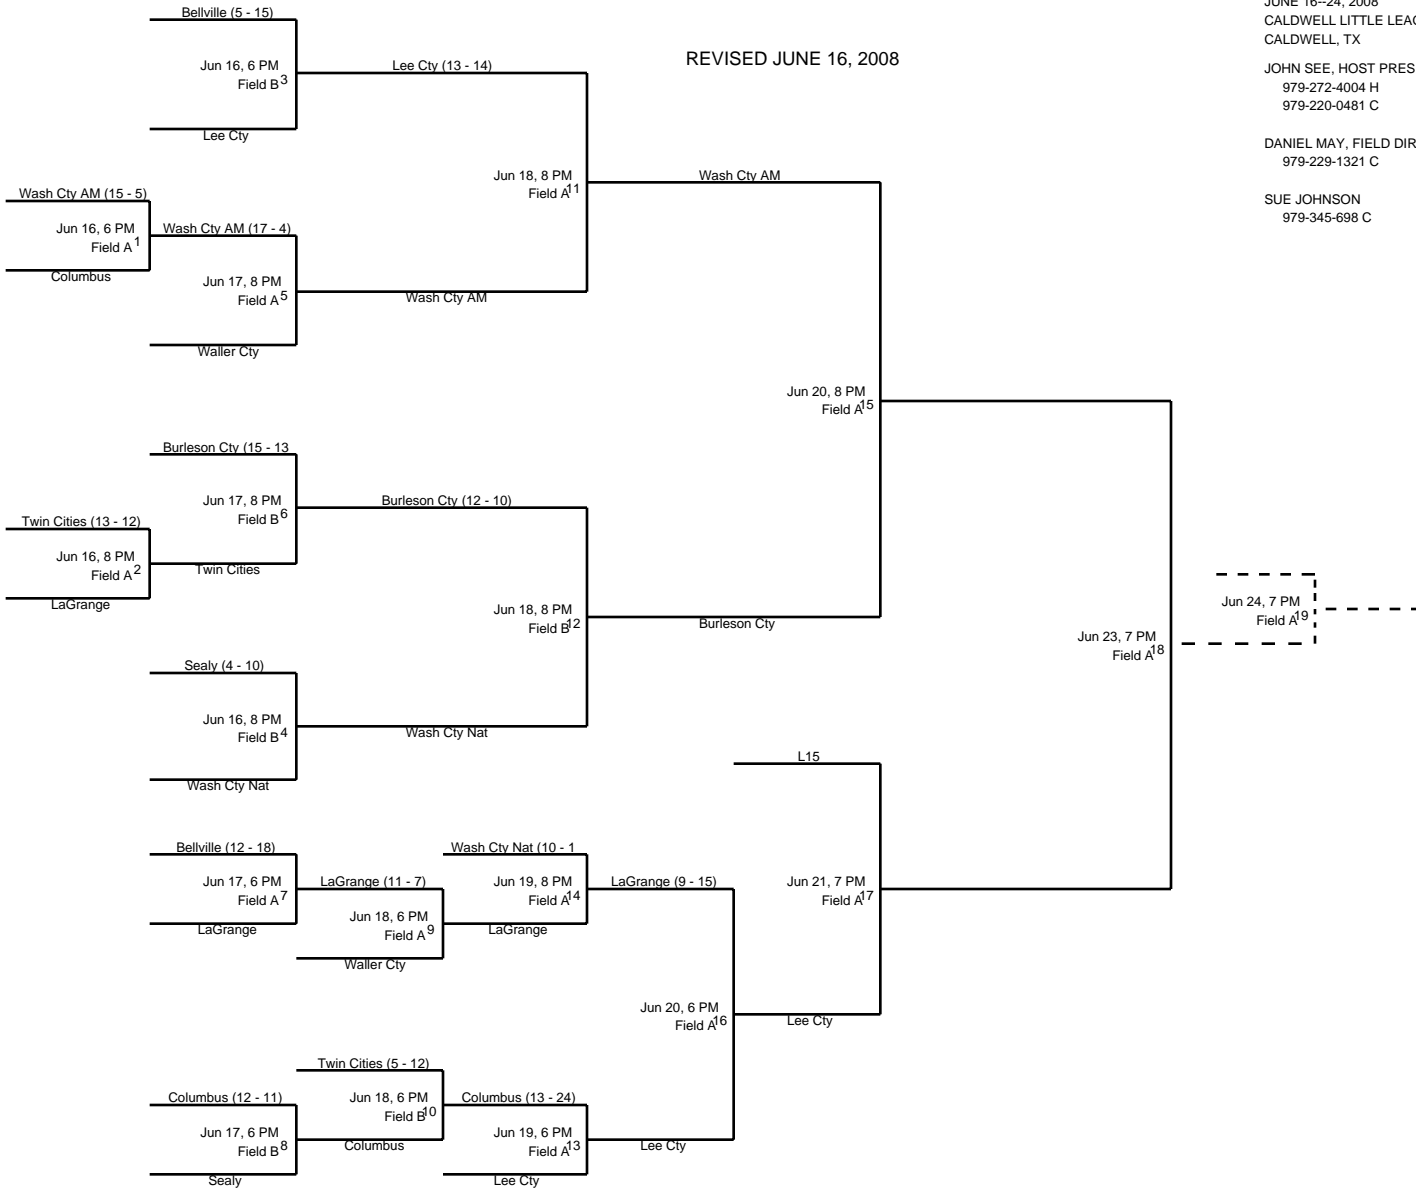 JUNE 16--24, 2008
CALDWELL LITTLE LEAG
CALDWELL, TX
JOHN SEE, HOST PRES
979-272-4004 H
979-220-0481 C
DANIEL MAY, FIELD DIR
979-229-1321 C
SUE JOHNSON
979-345-698 C
REVISED JUNE 16, 2008
Bellville (5 - 15)
Jun 16, 6 PM
Field B 3
Lee Cty
Lee Cty (13 - 14)
Wash Cty AM (15 - 5)
Jun 16, 6 PM
Field A 1
Columbus
Wash Cty AM (17 - 4)
Jun 17, 8 PM
Field A 5
Waller Cty
Jun 18, 8 PM
Field A 11
Wash Cty AM
Wash Cty AM
Jun 20, 8 PM
Field A 15
Burleson Cty (15 - 13
Jun 17, 8 PM
Field B 6
Twin Cities (13 - 12)
Jun 16, 8 PM
Field A 2
LaGrange
Twin Cities
Burleson Cty (12 - 10)
Jun 18, 8 PM
Field B 12
Burleson Cty
Sealy (4 - 10)
Jun 16, 8 PM
Field B 4
Wash Cty Nat
Wash Cty Nat
Jun 23, 7 PM
Field A 18
Jun 24, 7 PM
Field A 19
L15
Jun 21, 7 PM
Field A 17
Lee Cty
Bellville (12 - 18)
Jun 17, 6 PM
Field A 7
LaGrange
LaGrange (11 - 7)
Jun 18, 6 PM
Field A 9
Waller Cty
Wash Cty Nat (10 - 1
Jun 19, 8 PM
Field A 14
LaGrange
LaGrange (9 - 15)
Jun 20, 6 PM
Field A 16
Lee Cty
Twin Cities (5 - 12)
Jun 18, 6 PM
Field B 10
Columbus
Columbus (12 - 11)
Jun 17, 6 PM
Field B 8
Sealy
Columbus (13 - 24)
Jun 19, 6 PM
Field A 13
Lee Cty